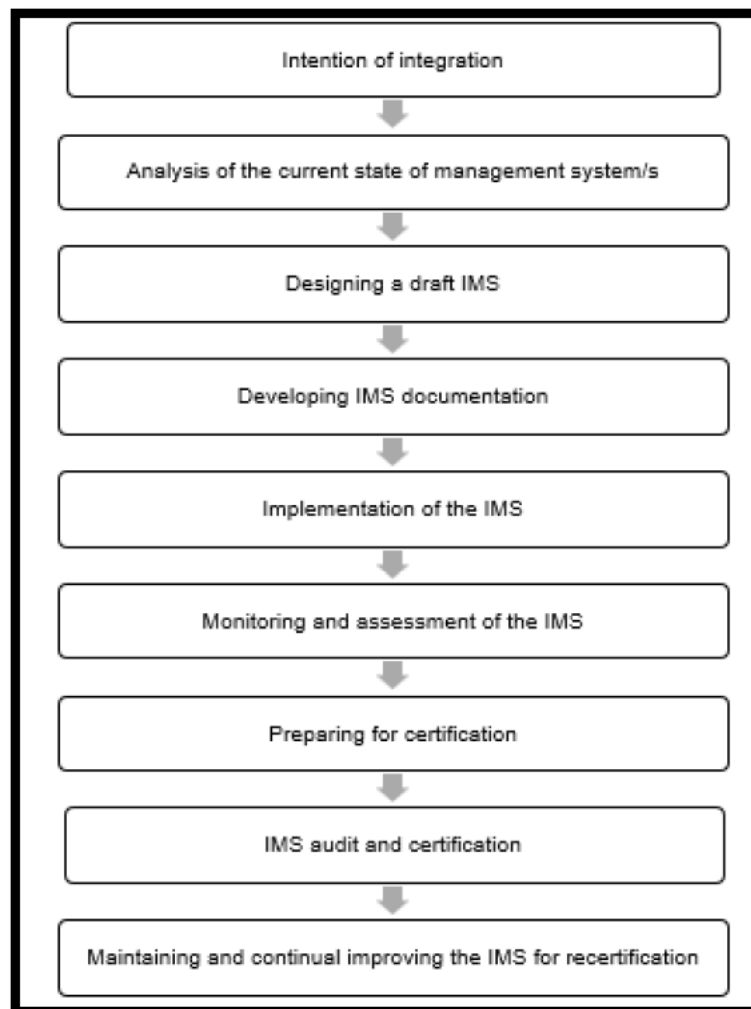 Intention of integration
Analysis of the current state of management system/s
Designing a draft IMS
Developing IMS documentation
Implementation of the IMS
Monitoring and assessment of the IMS
Preparing for certification
IMS audit and certification
Maintaining and continual improving the IMS for recertification